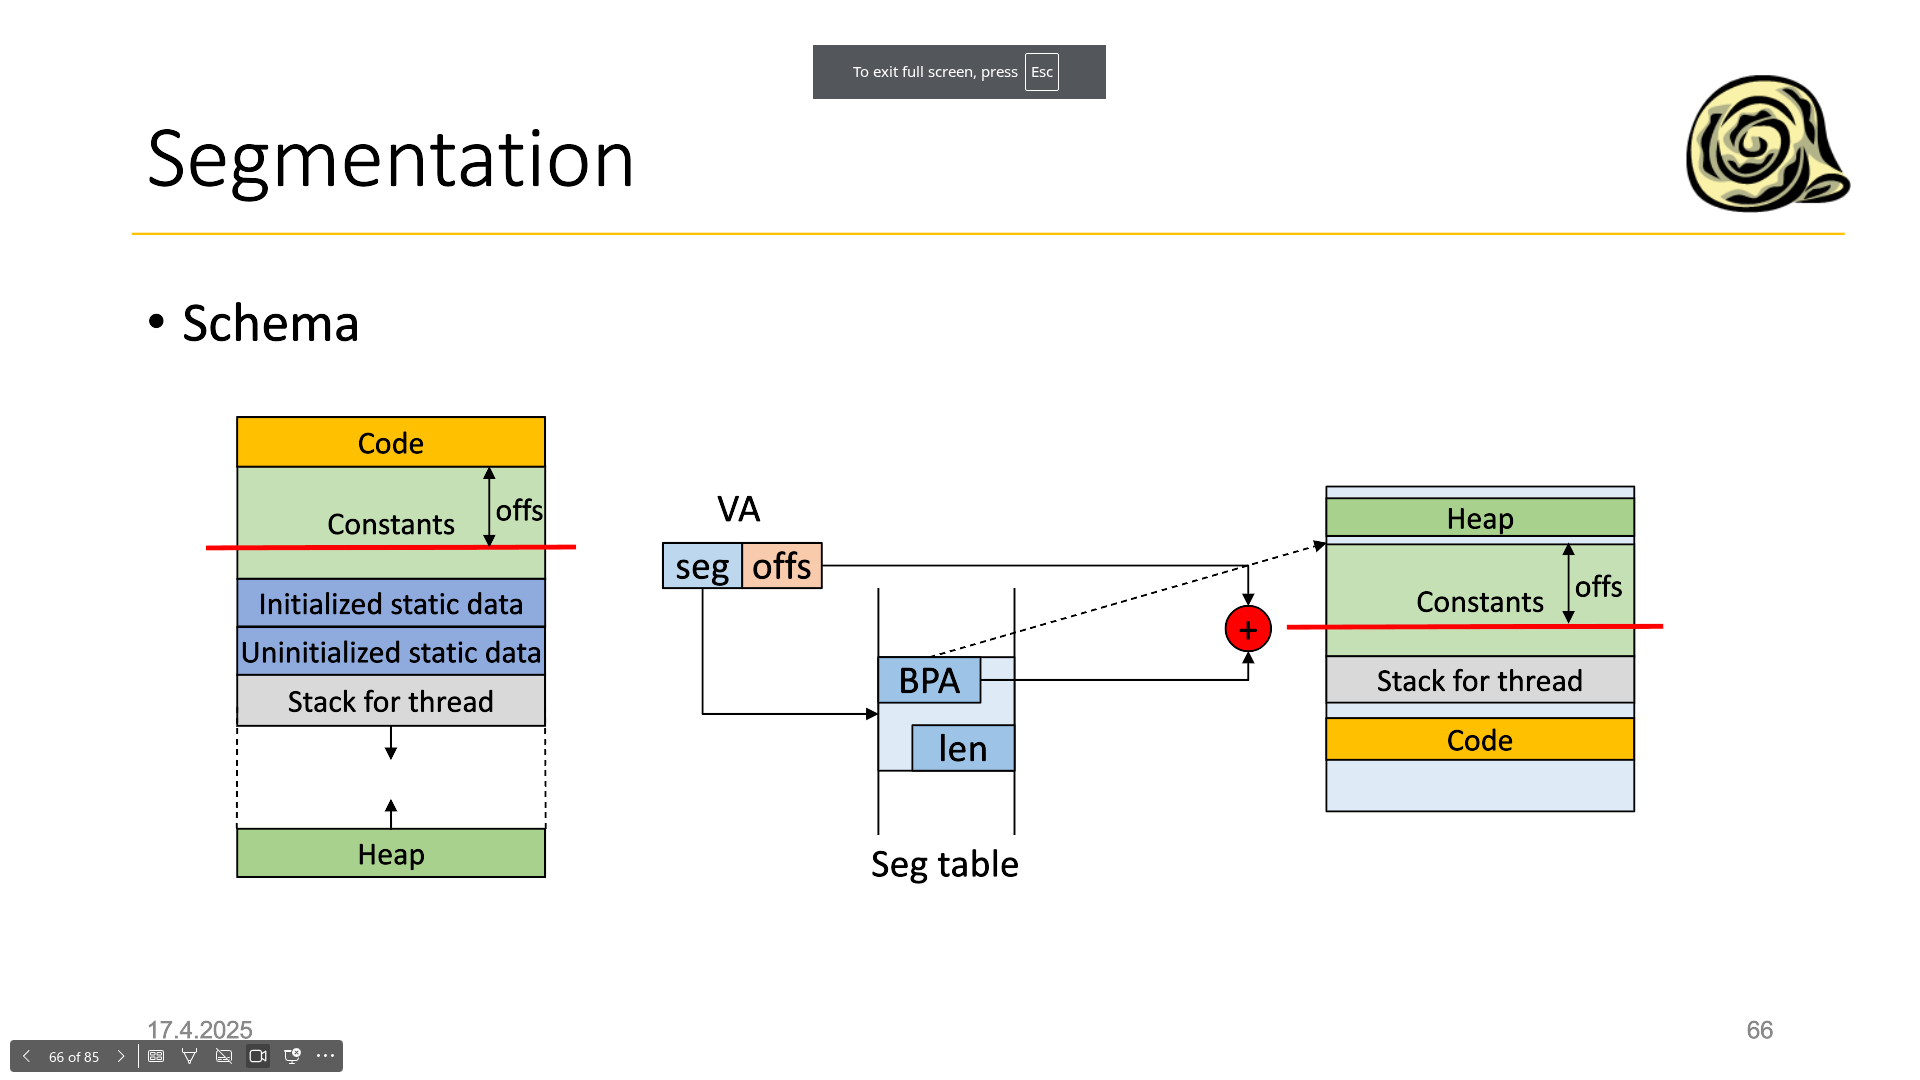 To exit full screen, press Esc
Segmentation
• Schema
Code
offs
Constants
Initialized static data
Uninitialized static data
Stack for thread
Heap
VA
seg offs
BPA
len
Seg table
+
Heap
offs
Constants
Stack for thread
Code
17.4.2025
66
66 of 85